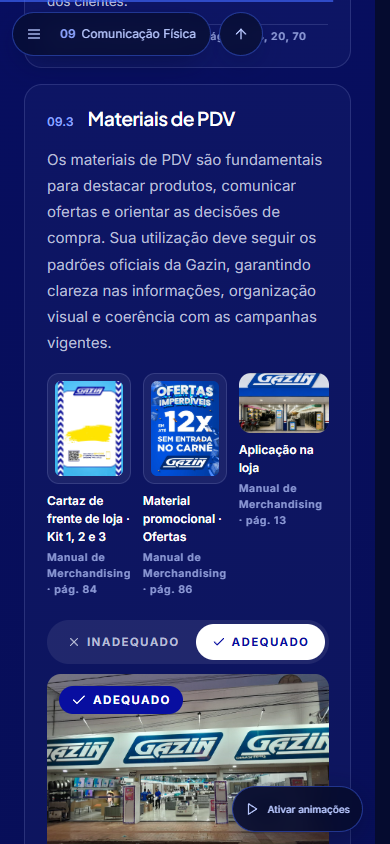 dos clientes.
09 Comunicação Física
, 20, 70
09.3 Materiais de PDV
Os materiais de PDV são fundamentais
para destacar produtos, comunicar
ofertas e orientar as decisões de
compra. Sua utilização deve seguir os
padrões oficiais da Gazin, garantindo
clareza nas informações, organização
visual e coerência com as campanhas
vigentes.
GAZIN
OFERTAS
IMPERDÍVEIS
EM ATÉ 12x
SEM ENTRADA
NO CARNÊ
GAZIN
GAZIN
Cartaz de
frente de loja ·
Kit 1, 2 e 3
Manual de
Merchandising
· pág. 84
Material
promocional ·
Ofertas
Manual de
Merchandising
· pág. 86
Aplicação na
loja
Manual de
Merchandising
· pág. 13
INADEQUADO
ADEQUADO
ADEQUADO
GAZIN GAZIN GAZIN
Ativar animações